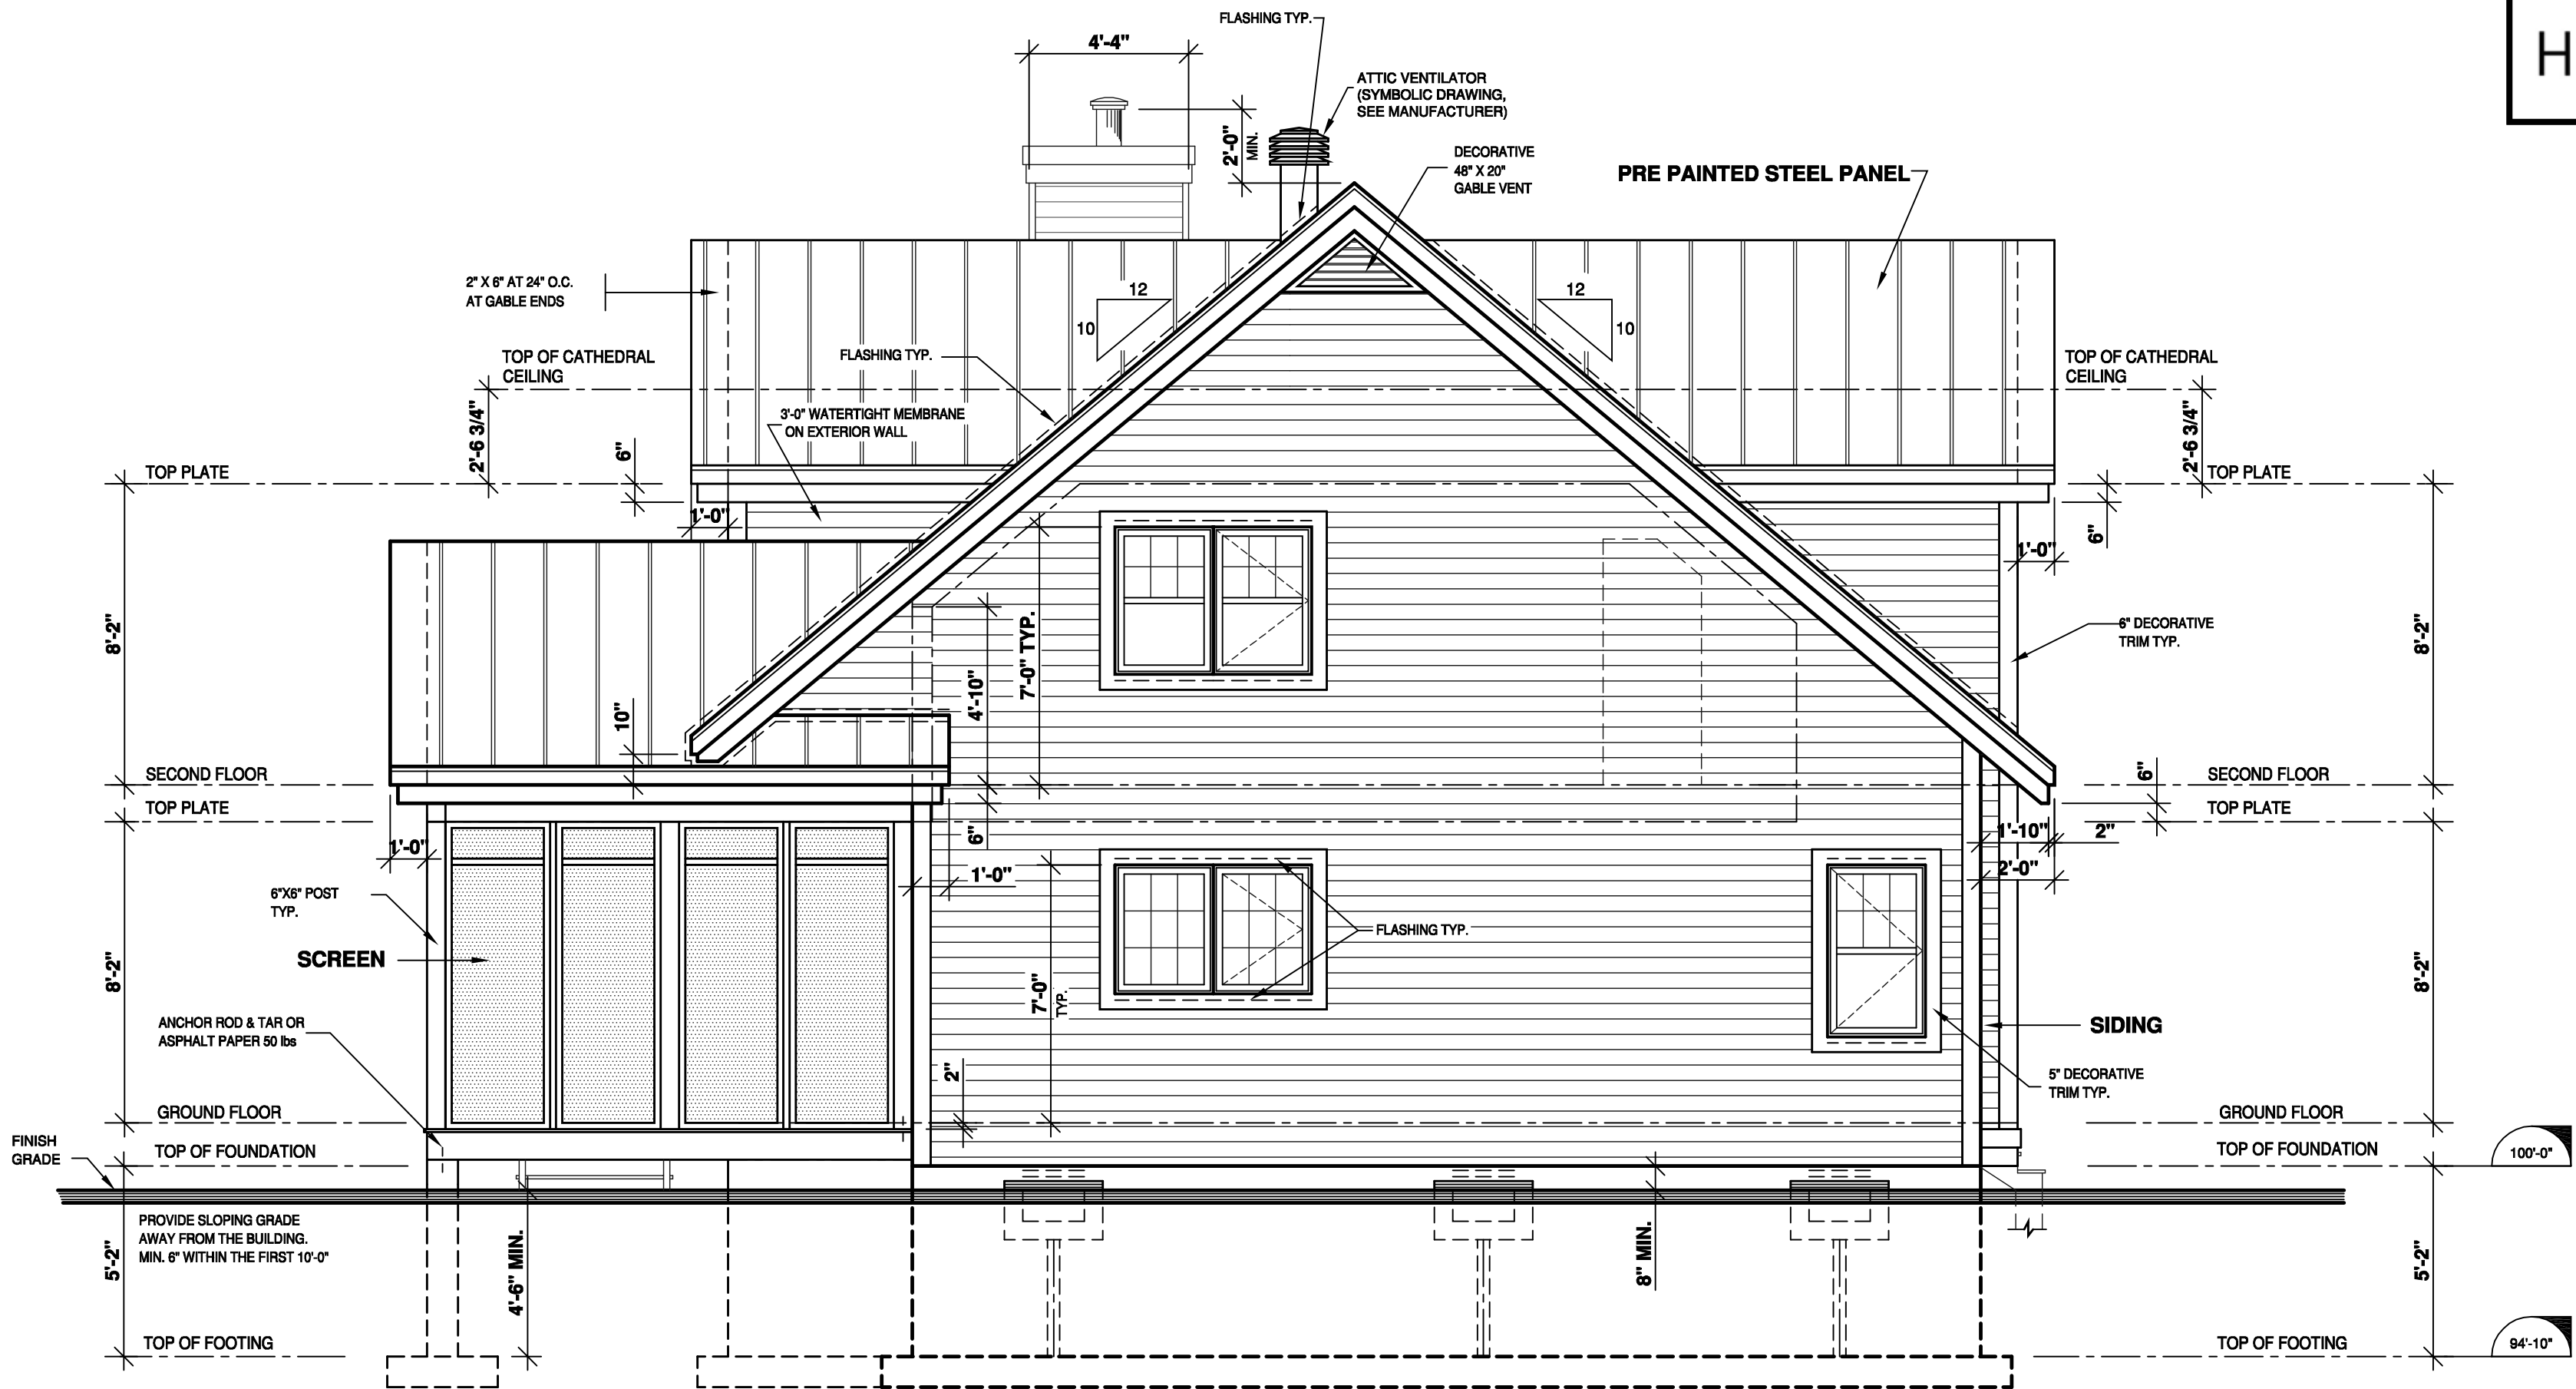 FLASHING TYP.
4'-4"
H
ATTIC VENTILATOR
(SYMBOLIC DRAWING,
SEE MANUFACTURER)
2'-0"
MIN.
DECORATIVE
48" X 20"
GABLE VENT
PRE PAINTED STEEL PANEL
2" X 6" AT 24" O.C.
AT GABLE ENDS
12
10
12
10
TOP OF CATHEDRAL
CEILING
FLASHING TYP.
TOP OF CATHEDRAL
CEILING
2'-6 3/4"
6"
3'-0" WATERTIGHT MEMBRANE
ON EXTERIOR WALL
2'-6 3/4"
TOP PLATE
TOP PLATE
1'-0"
6"
1'-0"
8'-2"
7'-0" TYP.
4'-10"
10"
6" DECORATIVE
TRIM TYP.
8'-2"
SECOND FLOOR
SECOND FLOOR
6"
TOP PLATE
TOP PLATE
6"
1'-10"
2"
1'-0"
1'-0"
2'-0"
6"X6" POST
TYP.
FLASHING TYP.
SCREEN
8'-2"
7'-0"
TYP.
8'-2"
ANCHOR ROD & TAR OR
ASPHALT PAPER 50 lbs
SIDING
2"
5" DECORATIVE
TRIM TYP.
GROUND FLOOR
GROUND FLOOR
FINISH
GRADE
TOP OF FOUNDATION
TOP OF FOUNDATION
100'-0"
PROVIDE SLOPING GRADE
AWAY FROM THE BUILDING.
MIN. 6" WITHIN THE FIRST 10'-0"
5'-2"
4'-6" MIN.
8" MIN.
5'-2"
TOP OF FOOTING
TOP OF FOOTING
94'-10"